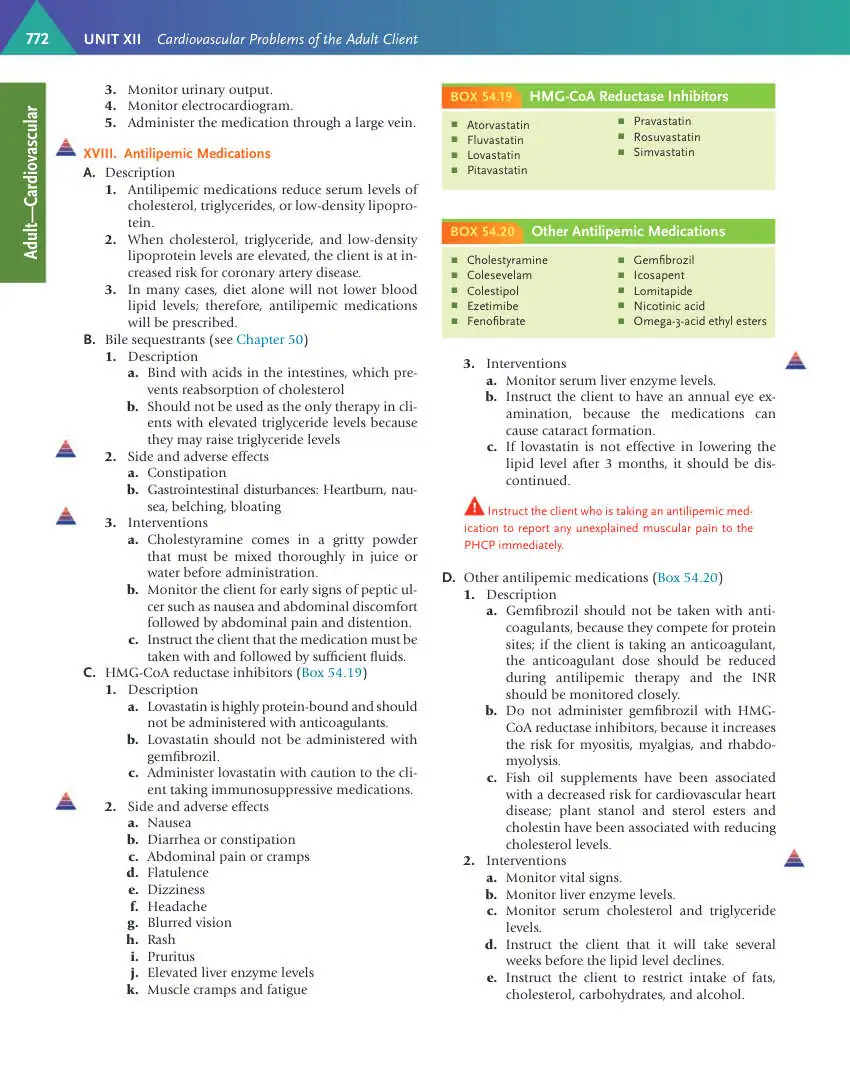 772 UNIT XII Cardiovascular Problems of the Adult Client
Adult—Cardiovascular
3. Monitor urinary output.
4. Monitor electrocardiogram.
5. Administer the medication through a large vein.
XVIII. Antilipemic Medications
A. Description
1. Antilipemic medications reduce serum levels of
cholesterol, triglycerides, or low-density lipopro-
tein.
2. When cholesterol, triglyceride, and low-density
lipoprotein levels are elevated, the client is at in-
creased risk for coronary artery disease.
3. In many cases, diet alone will not lower blood
lipid levels; therefore, antilipemic medications
will be prescribed.
B. Bile sequestrants (see Chapter 50)
1. Description
a. Bind with acids in the intestines, which pre-
vents reabsorption of cholesterol
b. Should not be used as the only therapy in cli-
ents with elevated triglyceride levels because
they may raise triglyceride levels
2. Side and adverse effects
a. Constipation
b. Gastrointestinal disturbances: Heartburn, nau-
sea, belching, bloating
3. Interventions
a. Cholestyramine comes in a gritty powder
that must be mixed thoroughly in juice or
water before administration.
b. Monitor the client for early signs of peptic ul-
cer such as nausea and abdominal discomfort
followed by abdominal pain and distention.
c. Instruct the client that the medication must be
taken with and followed by sufficient fluids.
C. HMG-CoA reductase inhibitors (Box 54.19)
1. Description
a. Lovastatin is highly protein-bound and should
not be administered with anticoagulants.
b. Lovastatin should not be administered with
gemfibrozil.
c. Administer lovastatin with caution to the cli-
ent taking immunosuppressive medications.
2. Side and adverse effects
a. Nausea
b. Diarrhea or constipation
c. Abdominal pain or cramps
d. Flatulence
e. Dizziness
f. Headache
g. Blurred vision
h. Rash
i. Pruritus
j. Elevated liver enzyme levels
k. Muscle cramps and fatigue
BOX 54.19 HMG-CoA Reductase Inhibitors
■ Atorvastatin
■ Fluvastatin
■ Lovastatin
■ Pitavastatin
■ Pravastatin
■ Rosuvastatin
■ Simvastatin
BOX 54.20 Other Antilipemic Medications
■ Cholestyramine
■ Colesevelam
■ Colestipol
■ Ezetimibe
■ Fenofibrate
■ Gemfibrozil
■ Icosapent
■ Lomitapide
■ Nicotinic acid
■ Omega-3-acid ethyl esters
3. Interventions
a. Monitor serum liver enzyme levels.
b. Instruct the client to have an annual eye ex-
amination, because the medications can
cause cataract formation.
c. If lovastatin is not effective in lowering the
lipid level after 3 months, it should be dis-
continued.
Instruct the client who is taking an antilipemic med-
ication to report any unexplained muscular pain to the
PHCP immediately.
D. Other antilipemic medications (Box 54.20)
1. Description
a. Gemfibrozil should not be taken with anti-
coagulants, because they compete for protein
sites; if the client is taking an anticoagulant,
the anticoagulant dose should be reduced
during antilipemic therapy and the INR
should be monitored closely.
b. Do not administer gemfibrozil with HMG-
CoA reductase inhibitors, because it increases
the risk for myositis, myalgias, and rhabdo-
myolysis.
c. Fish oil supplements have been associated
with a decreased risk for cardiovascular heart
disease; plant stanol and sterol esters and
cholestin have been associated with reducing
cholesterol levels.
2. Interventions
a. Monitor vital signs.
b. Monitor liver enzyme levels.
c. Monitor serum cholesterol and triglyceride
levels.
d. Instruct the client that it will take several
weeks before the lipid level declines.
e. Instruct the client to restrict intake of fats,
cholesterol, carbohydrates, and alcohol.